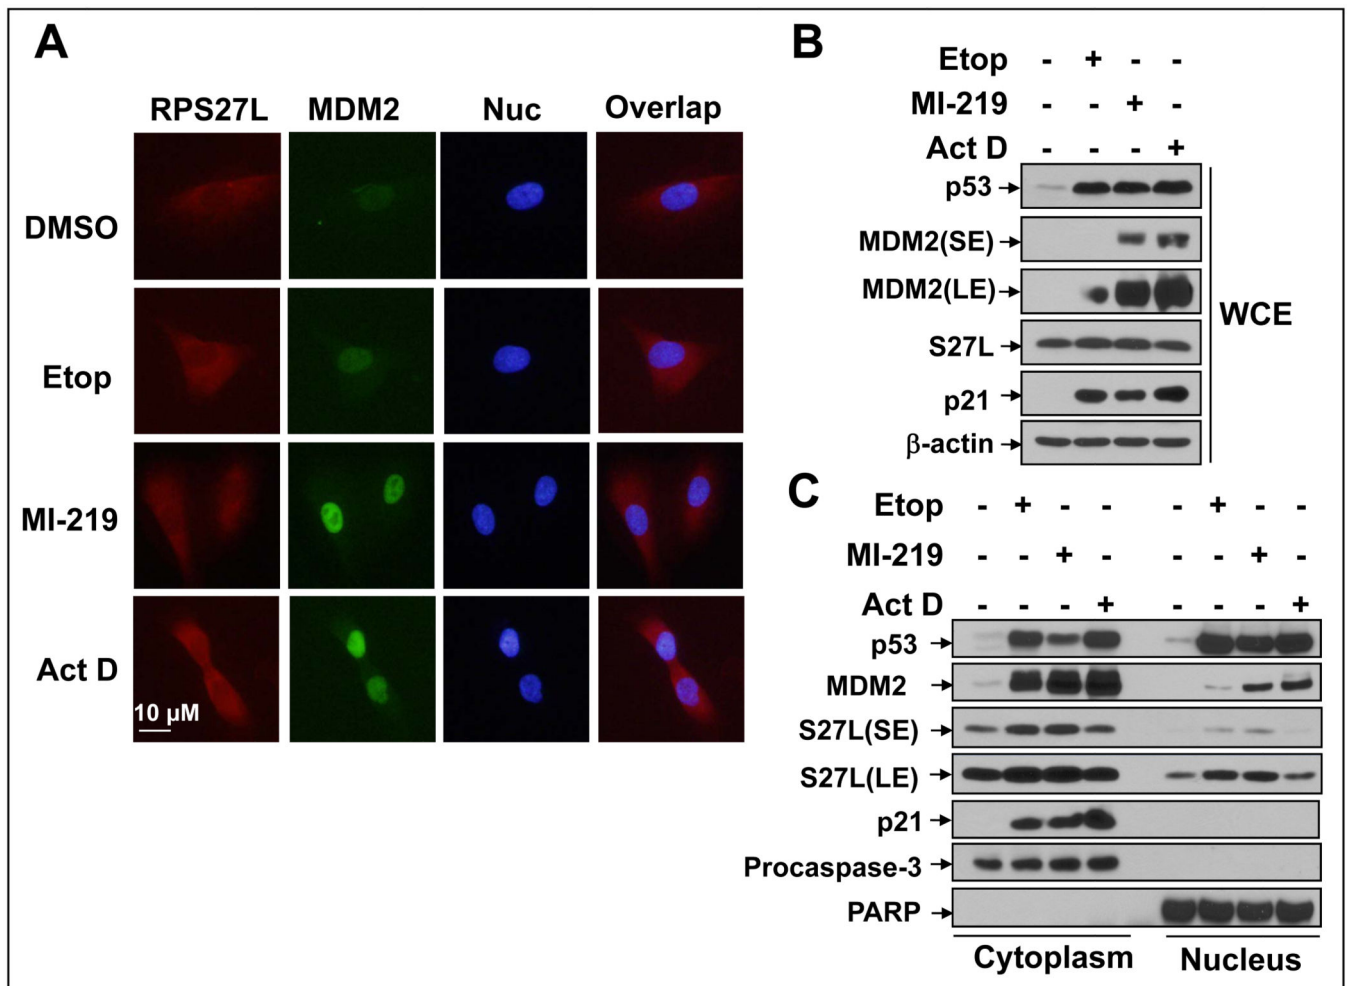 A
RPS27L MDM2 Nuc Overlap
DMSO
Etop
MI-219
Act D
10 µM
B
Etop - + - -
MI-219 - - + -
Act D - - - +
p53
MDM2(SE)
MDM2(LE)
S27L
p21
β-actin
WCE
C
Etop - + - - - + - -
MI-219 - - + - - - + -
Act D - - - + - - - +
p53
MDM2
S27L(SE)
S27L(LE)
p21
Procaspase-3
PARP
Cytoplasm Nucleus